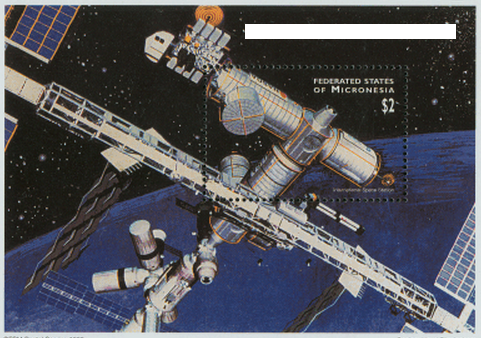 FEDERATED STATES
OF MICRONESIA
$2
International Space Station